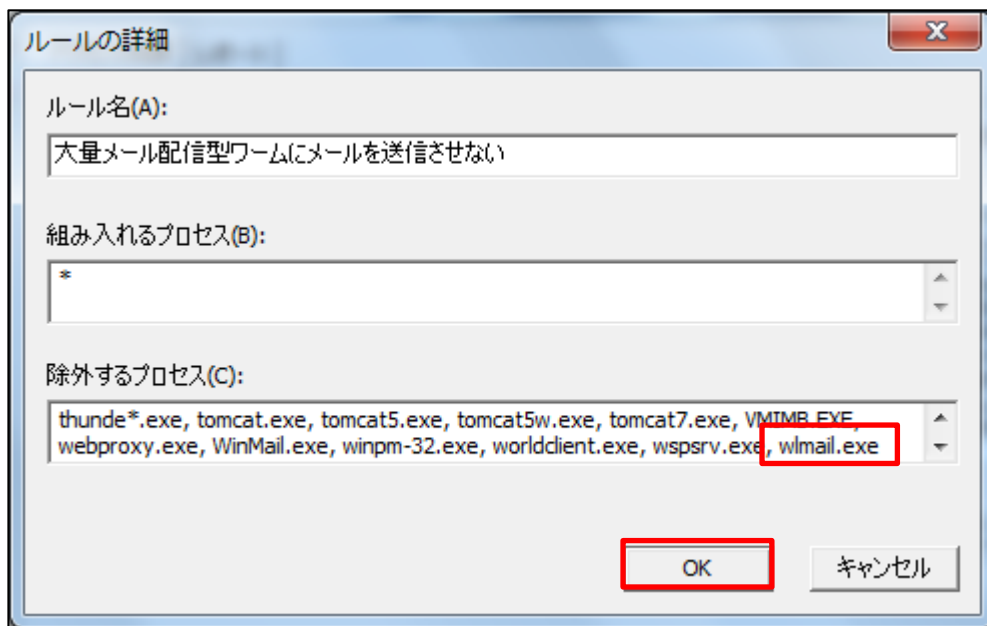 ルールの詳細
ルール名(A):
大量メール配信型ワームにメールを送信させない
組み入れるプロセス(B):
*
除外するプロセス(C):
thunde*.exe, tomcat.exe, tomcat5.exe, tomcat5w.exe, tomcat7.exe, VMIMB.EXE,
webproxy.exe, WinMail.exe, winpm-32.exe, worldclient.exe, wspsrv.exe, wlmail.exe
OK
キャンセル